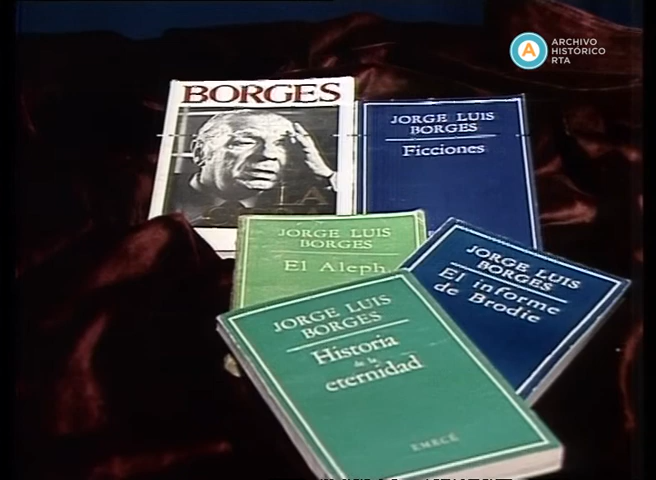 ARCHIVO
HISTÓRICO
RTA
BORGES
JORGE LUIS
BORGES
Ficciones
JORGE LUIS
BORGES
El Aleph
JORGE LUIS
BORGES
El informe
de Brodie
JORGE LUIS
BORGES
Historia
de la
eternidad
EMECÉ